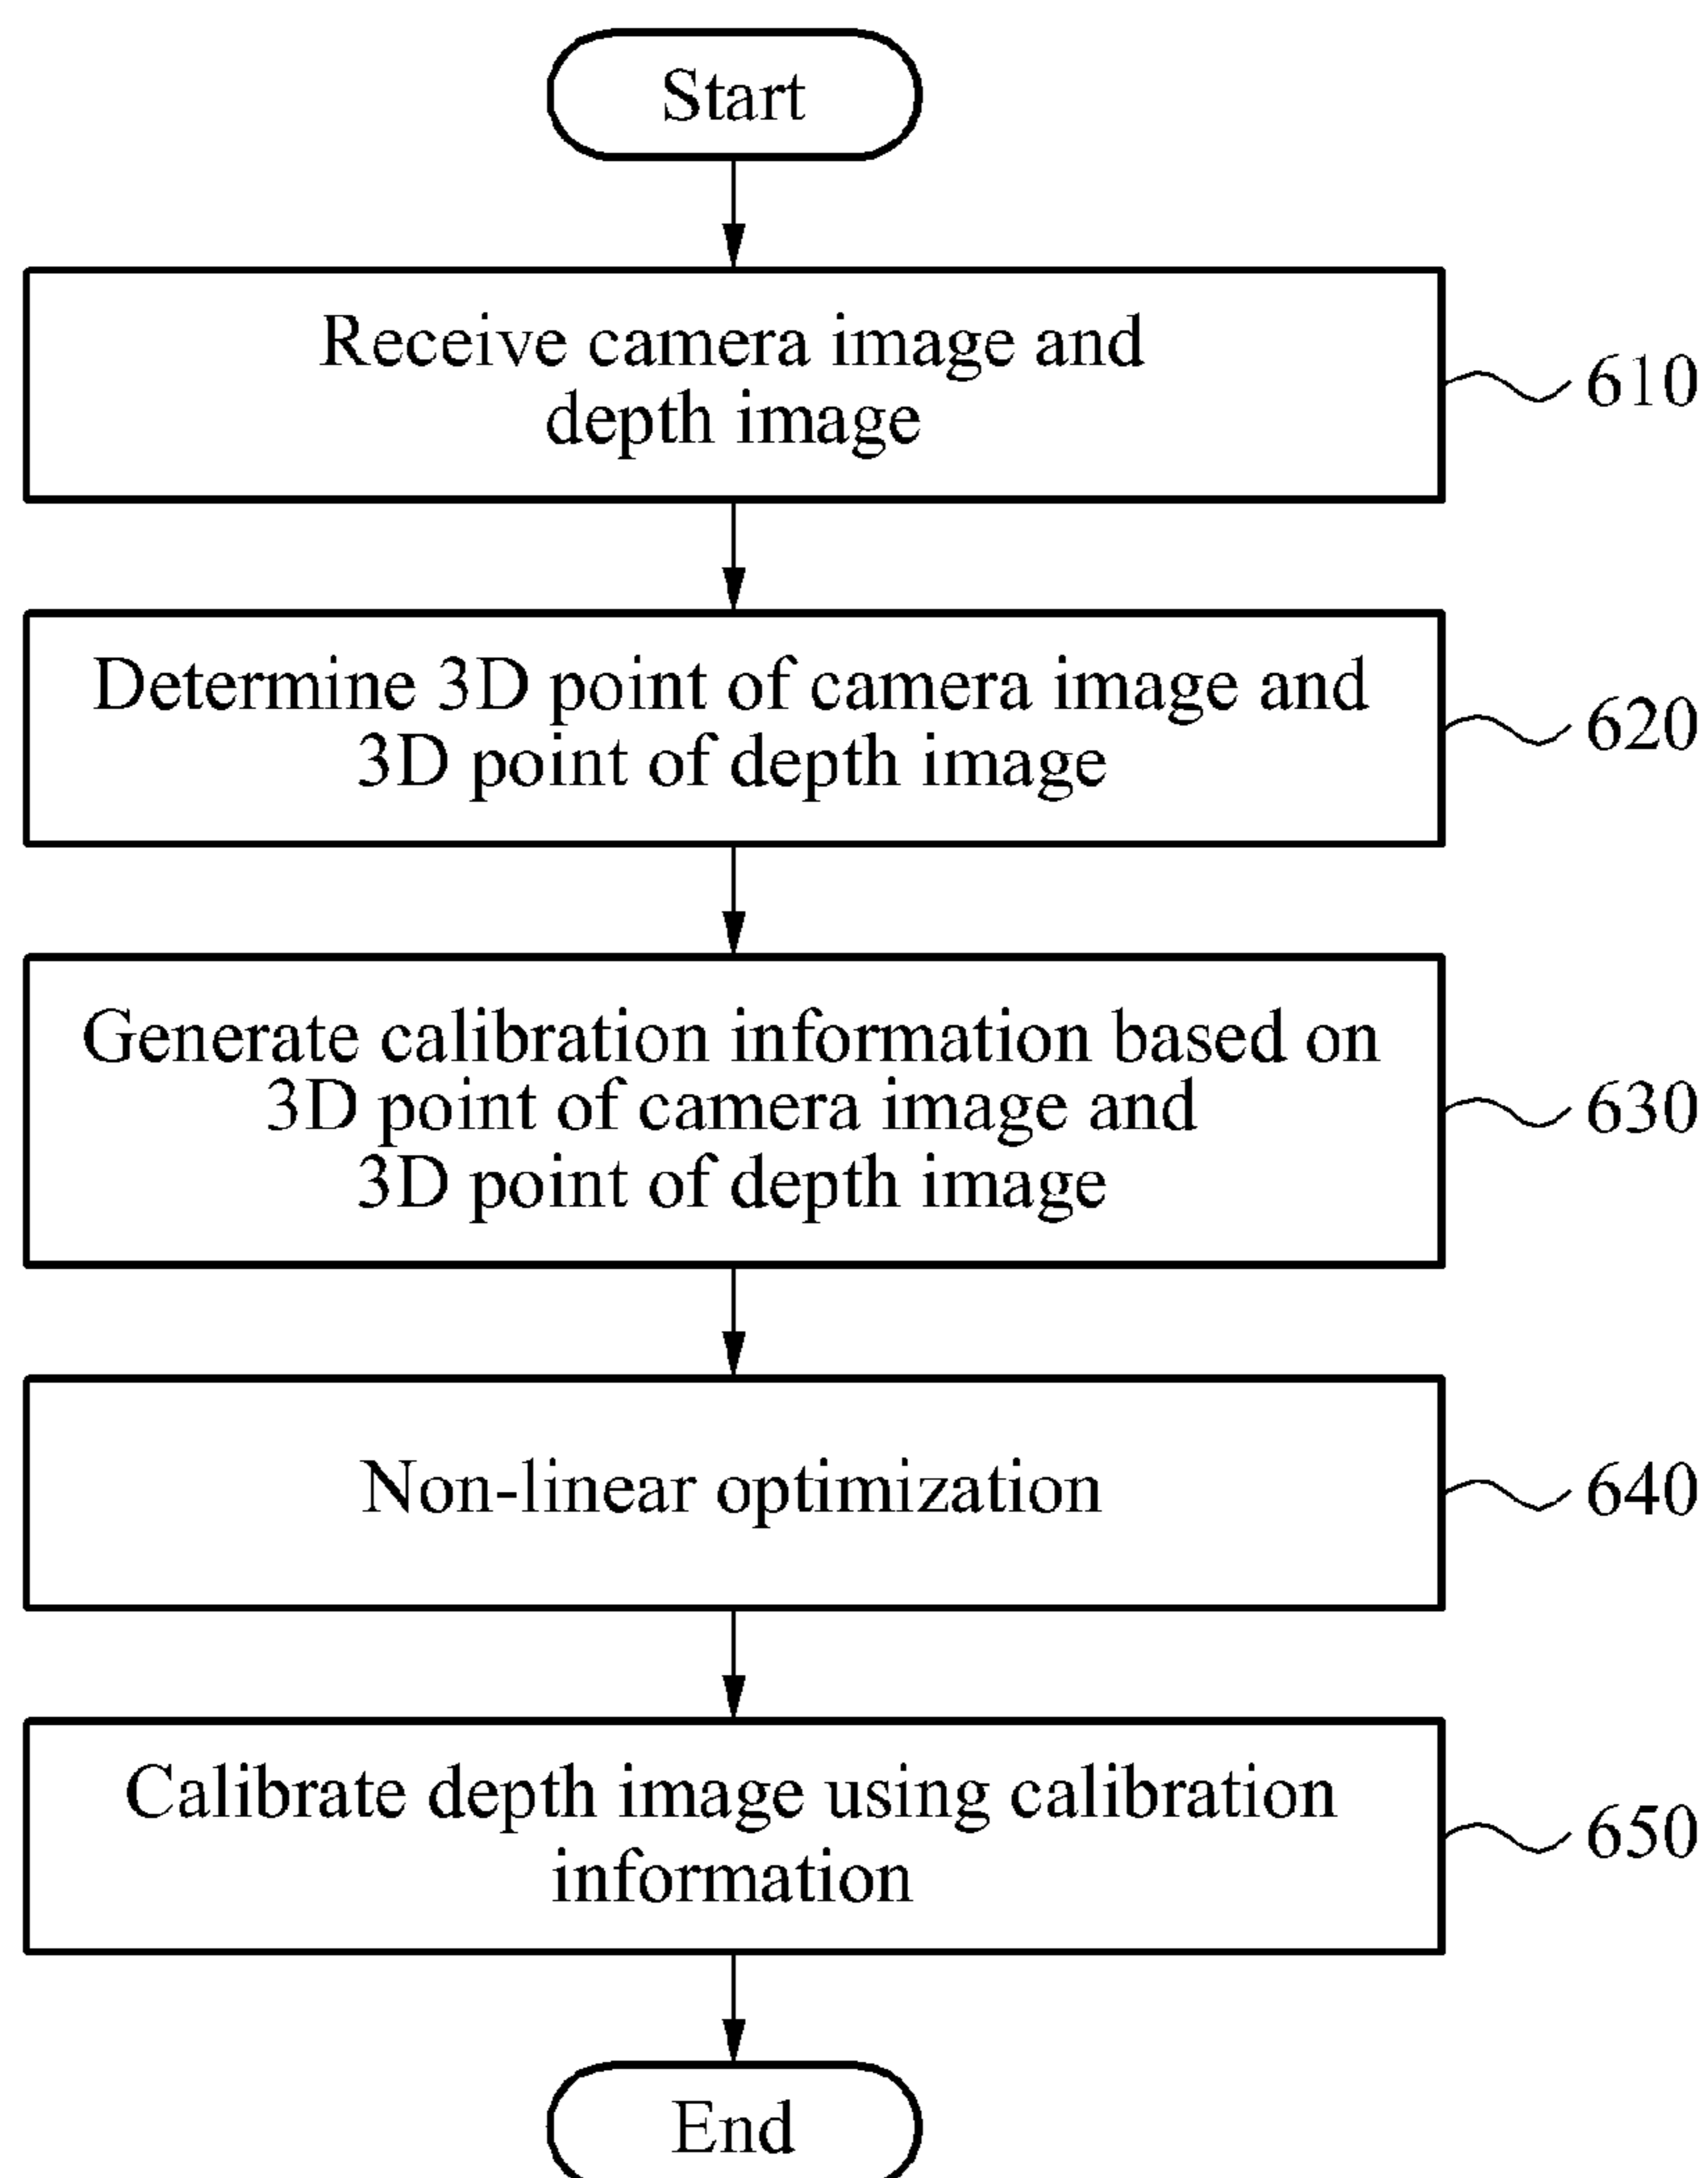 Start
Receive camera image and
depth image
610
Determine 3D point of camera image and
3D point of depth image
620
Generate calibration information based on
3D point of camera image and
3D point of depth image
630
Non-linear optimization
640
Calibrate depth image using calibration
information
650
End